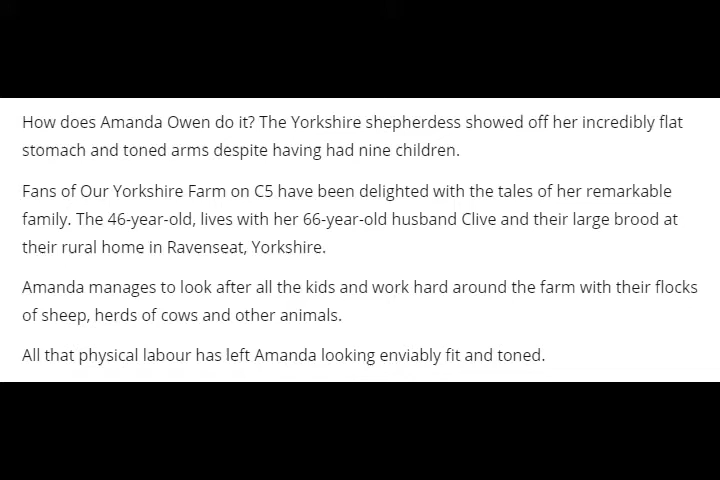 How does Amanda Owen do it? The Yorkshire shepherdess showed off her incredibly flat
stomach and toned arms despite having had nine children.
Fans of Our Yorkshire Farm on C5 have been delighted with the tales of her remarkable
family. The 46-year-old, lives with her 66-year-old husband Clive and their large brood at
their rural home in Ravenseat, Yorkshire.
Amanda manages to look after all the kids and work hard around the farm with their flocks
of sheep, herds of cows and other animals.
All that physical labour has left Amanda looking enviably fit and toned.